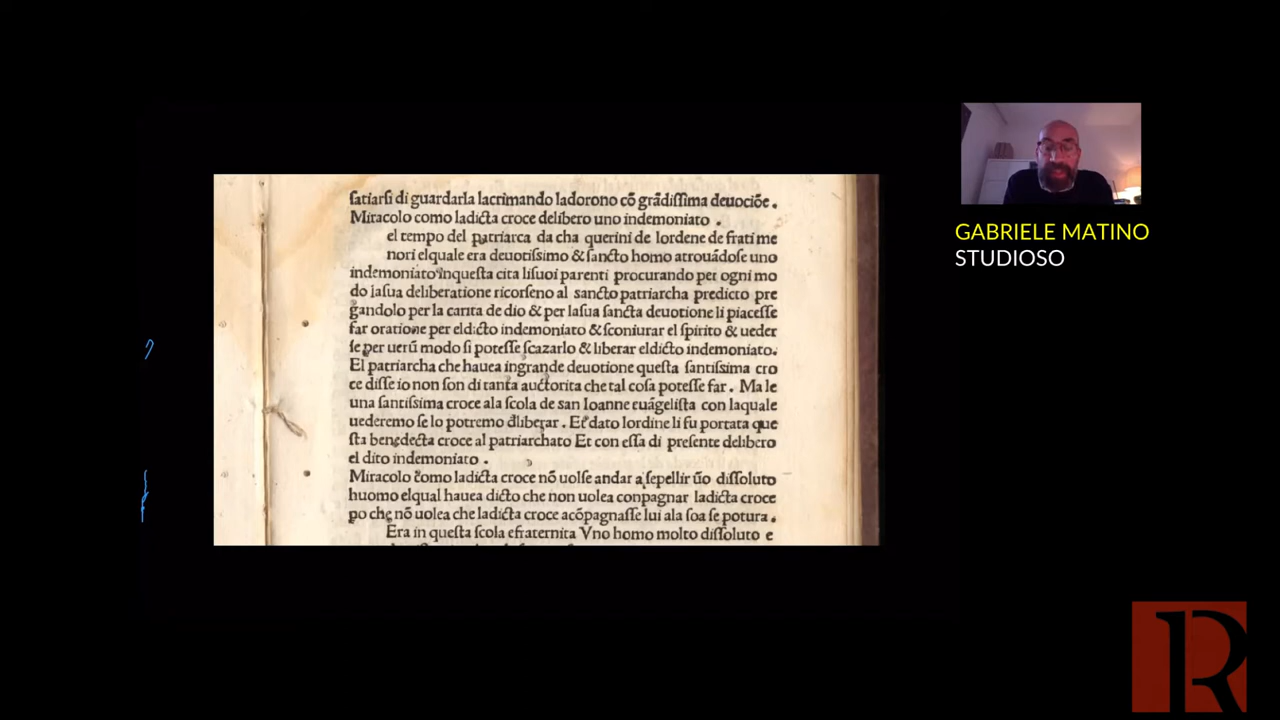 satiarsi di guardarla lacrimando ladorono cō grādissima deuociōe.
Miracolo como ladicta croce delibero uno indemoniato .
el tempo del patriarca da cha querini de lordene de frati me
nori elquale era deuotissimo & sancto homo atrouādose uno
indemoniato inquesta cita lisuoi parenti procurando per ogni mo
do lasua deliberatione ricorseno al sancto patriarcha predicto pre
gandolo per la carita de dio & per lasua sancta deuotione li piacesse
far oratione per eldicto indemoniato & sconiurar el spirito & ueder
se per uerū modo si potesse scazarlo & liberar eldicto indemoniato.
El patriarcha che hauea ingrande deuotione questa santissima cro
ce disse io non son di tanta auctorita che tal cosa potesse far . Ma le
una santissima croce ala scola de san Ioanne euāgelista con laquale
uederemo se lo potremo dliberar . Et dato lordine li fu portata que
sta benedecta croce al patriarchato Et con essa di presente delibero
el dito indemoniato .
Miracolo como ladicta croce nō uolse andar a sepellir ūo dissoluto
huomo elqual hauea dicto che non uolea conpagnar ladicta croce
po che nō uolea che ladicta croce acōpagnasse lui ala soa se potura .
Era in questa scola efraternita Vno homo molto dissoluto e
GABRIELE MATINO
STUDIOSO
R